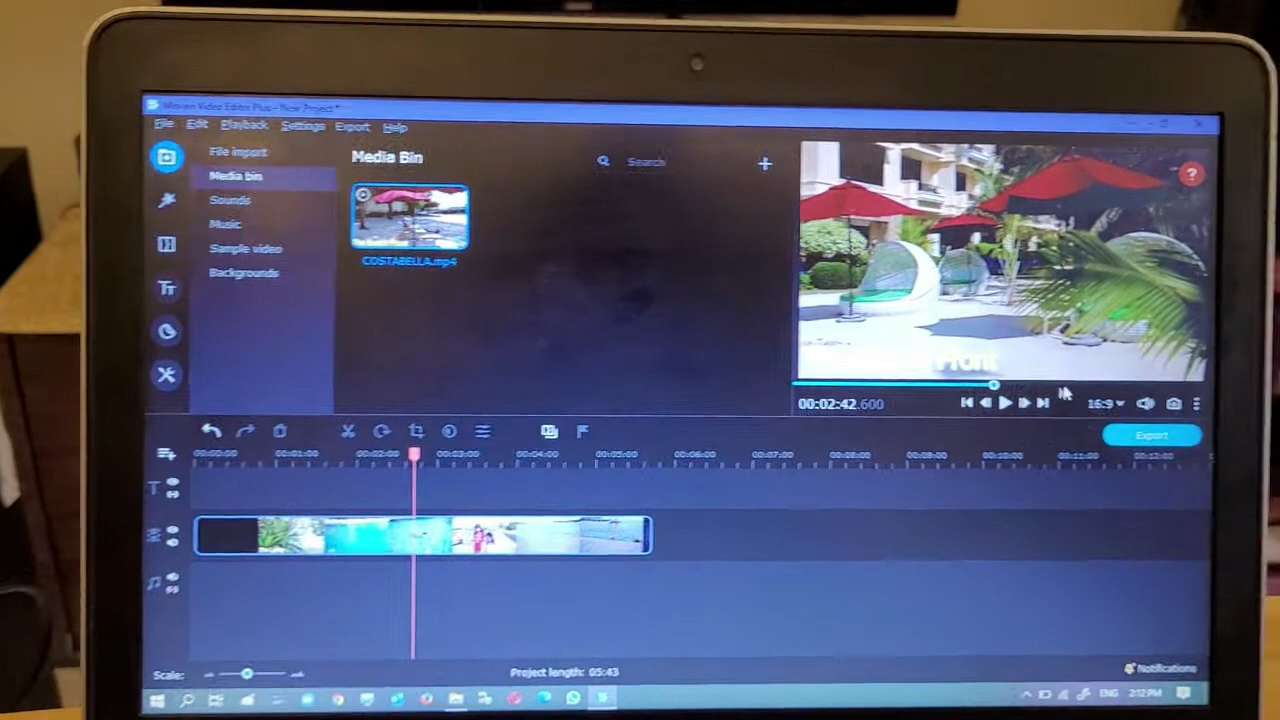 Movavi Video Editor Plus - New Project*
File Edit Playback Settings Export Help
File import
Media bin
Sounds
Music
Sample video
Backgrounds
Media Bin
Search
COSTABELLA.mp4
?
Front
00:02:42.600
16:9
Export
00:00:00 00:01:00 00:02:00 00:03:00 00:04:00 00:05:00 00:06:00 00:07:00 00:08:00 00:09:00 00:10:00 00:11:00 00:12:00
Scale:
Project length: 05:43
Notifications
ENG 2:12 PM